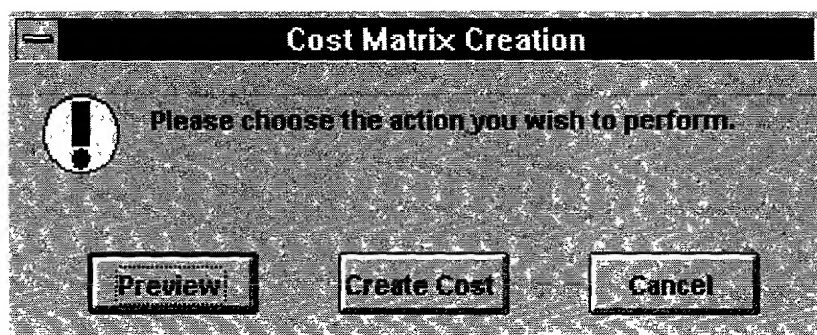 Cost Matrix Creation
Please choose the action you wish to perform.
Preview Create Cost Cancel